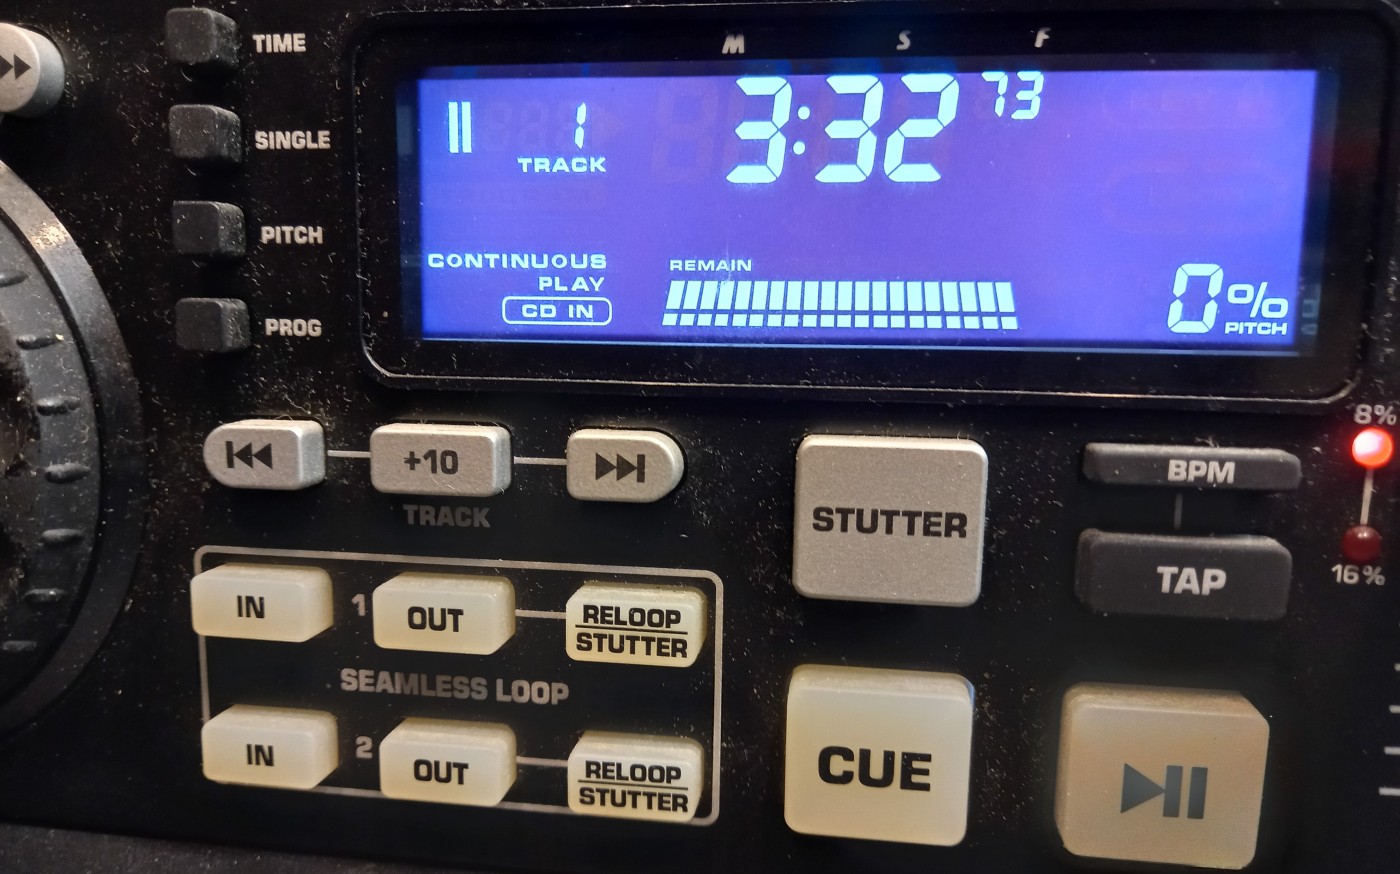 TIME
SINGLE
PITCH
PROG
M S F
1 3:32 73
TRACK
CONTINUOUS
PLAY
CD IN
REMAIN
0% PITCH
+10
TRACK
STUTTER
BPM
TAP
8%
16%
IN 1 OUT RELOOP STUTTER
SEAMLESS LOOP
IN 2 OUT RELOOP STUTTER
CUE